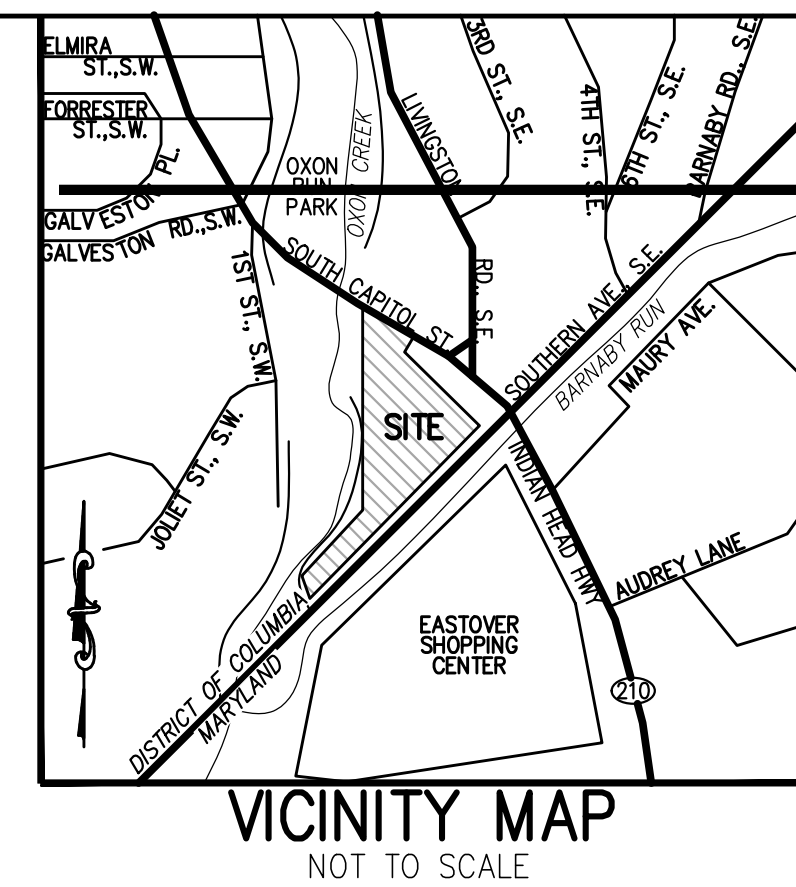 ELMIRA
ST.,S.W.
FORRESTER
ST.,S.W.
GALVESTON PL.
GALVESTON RD.,S.W.
OXON
RUN
PARK
OXON CREEK
LIVINGSTON
RD., S.E.
3RD ST., S.E.
4TH ST., S.E.
6TH ST., S.E.
BARNABY RD., S.E.
SOUTH CAPITOL ST.
1ST ST., S.W.
SOUTHERN AVE., S.E.
BARNABY RUN
MAURY AVE.
SITE
JOLIET ST., S.W.
INDIAN HEAD HWY
AUDREY LANE
EASTOVER
SHOPPING
CENTER
DISTRICT OF COLUMBIA
MARYLAND
210
VICINITY MAP
NOT TO SCALE